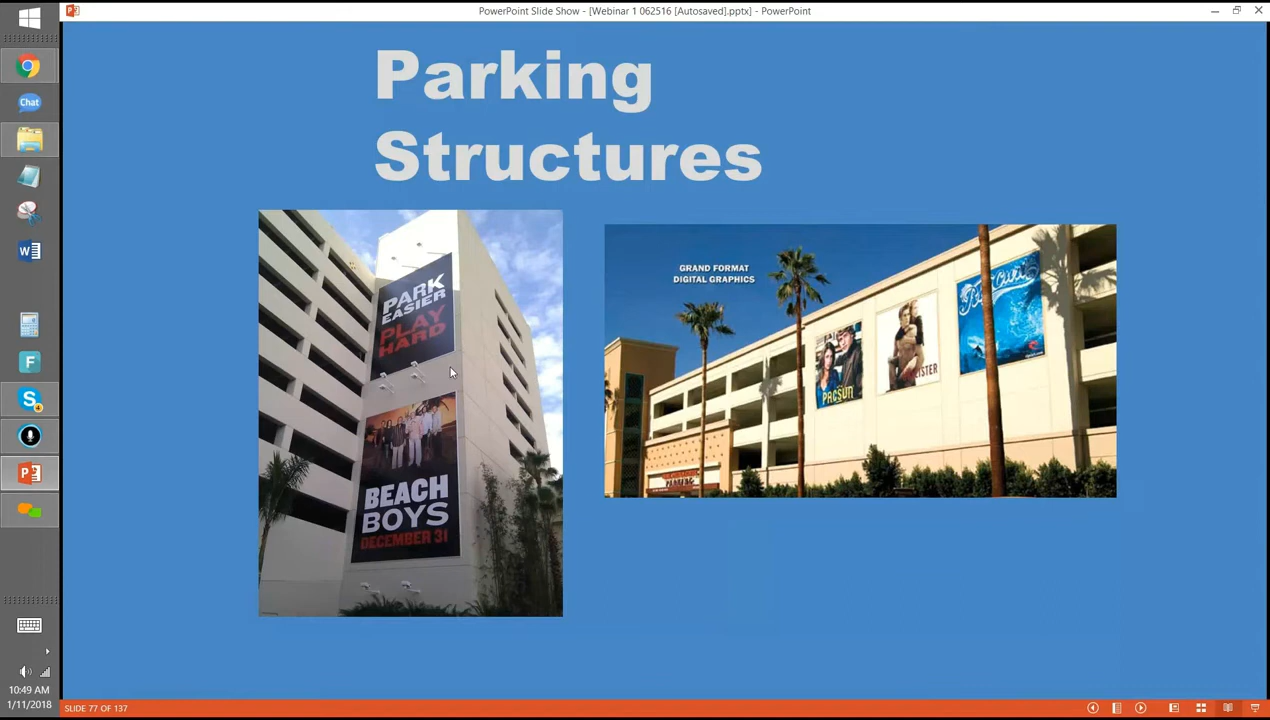 PowerPoint Slide Show - [Webinar 1 062516 [Autosaved].pptx] - PowerPoint
Chat
Parking
Structures
PARK
EASIER
PLAY
HARD
BEACH
BOYS
DECEMBER 31
GRAND FORMAT
DIGITAL GRAPHICS
PACSUN
PARKING
10:49 AM
1/11/2018
SLIDE 77 OF 137